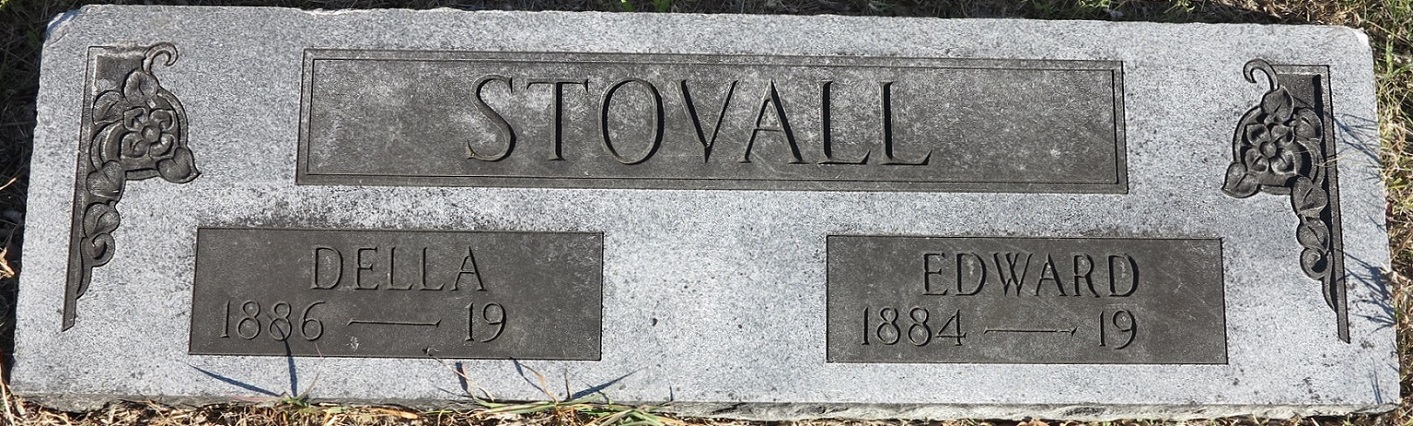 STOVALL
DELLA
1886 — 19
EDWARD
1884 — 19